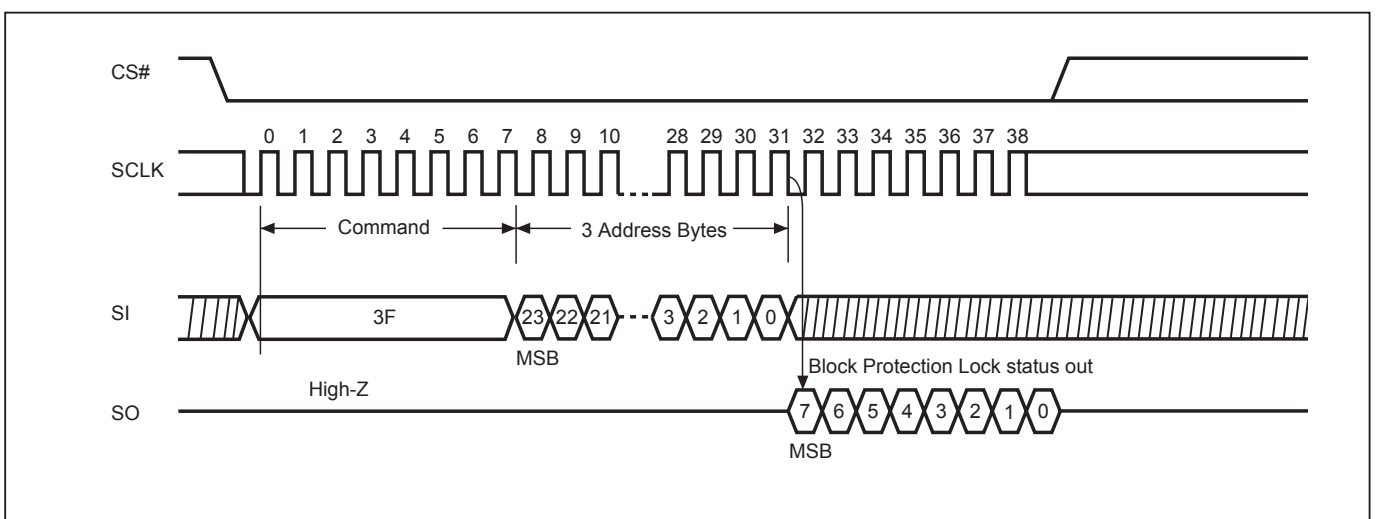 CS#
0 1 2 3 4 5 6 7 8 9 10 28 29 30 31 32 33 34 35 36 37 38
SCLK
Command 3 Address Bytes
SI 3F 23 22 21 3 2 1 0
MSB
Block Protection Lock status out
High-Z
SO 7 6 5 4 3 2 1 0
MSB